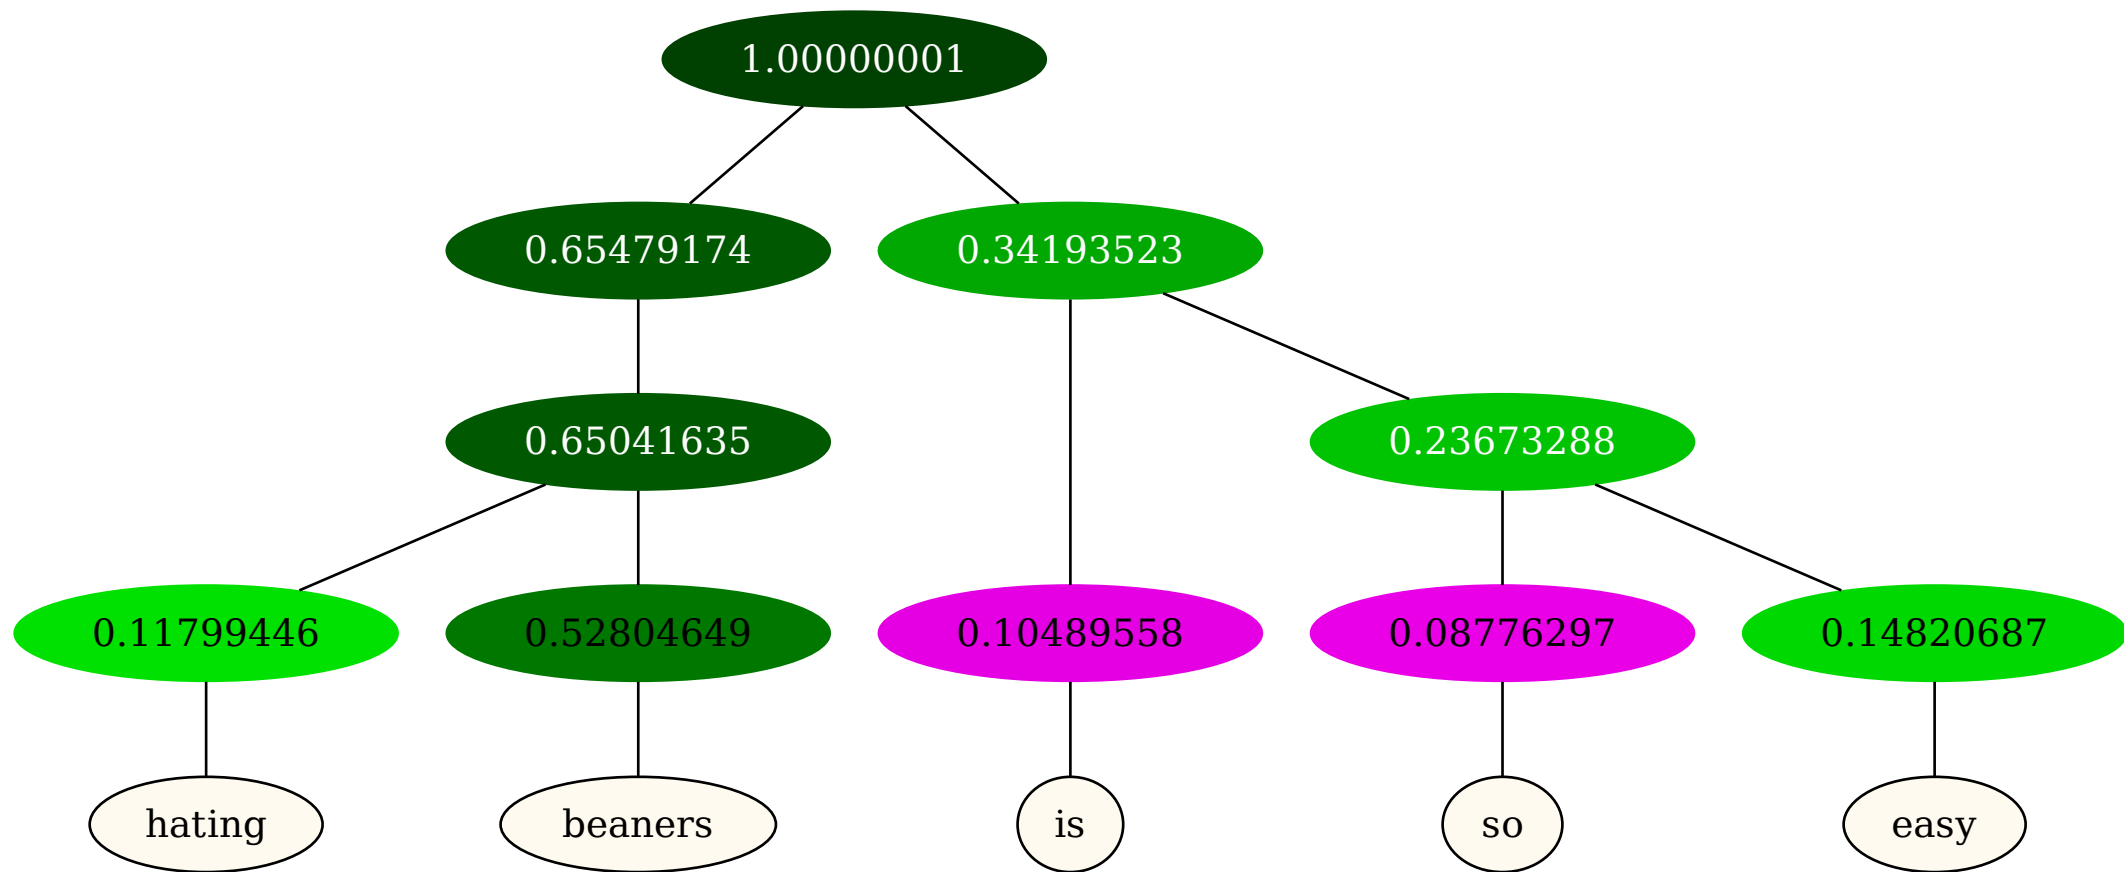 1.00000001
0.65479174 0.34193523
0.65041635 0.23673288
0.11799446 0.52804649 0.10489558 0.08776297 0.14820687
hating beaners is so easy